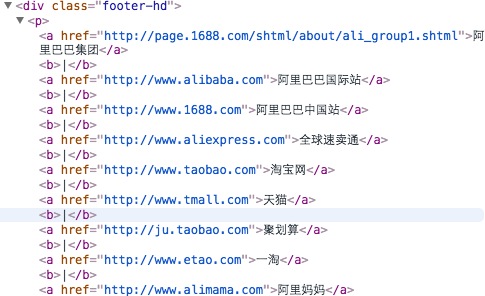 ▼<div class="footer-hd">
▼<p>
<a href="http://page.1688.com/shtml/about/ali_group1.shtml">阿
里巴巴集团</a>
<b>|</b>
<a href="http://www.alibaba.com">阿里巴巴国际站</a>
<b>|</b>
<a href="http://www.1688.com">阿里巴巴中国站</a>
<b>|</b>
<a href="http://www.aliexpress.com">全球速卖通</a>
<b>|</b>
<a href="http://www.taobao.com">淘宝网</a>
<b>|</b>
<a href="http://www.tmall.com">天猫</a>
<b>|</b>
<a href="http://ju.taobao.com">聚划算</a>
<b>|</b>
<a href="http://www.etao.com">一淘</a>
<b>|</b>
<a href="http://www.alimama.com">阿里妈妈</a>